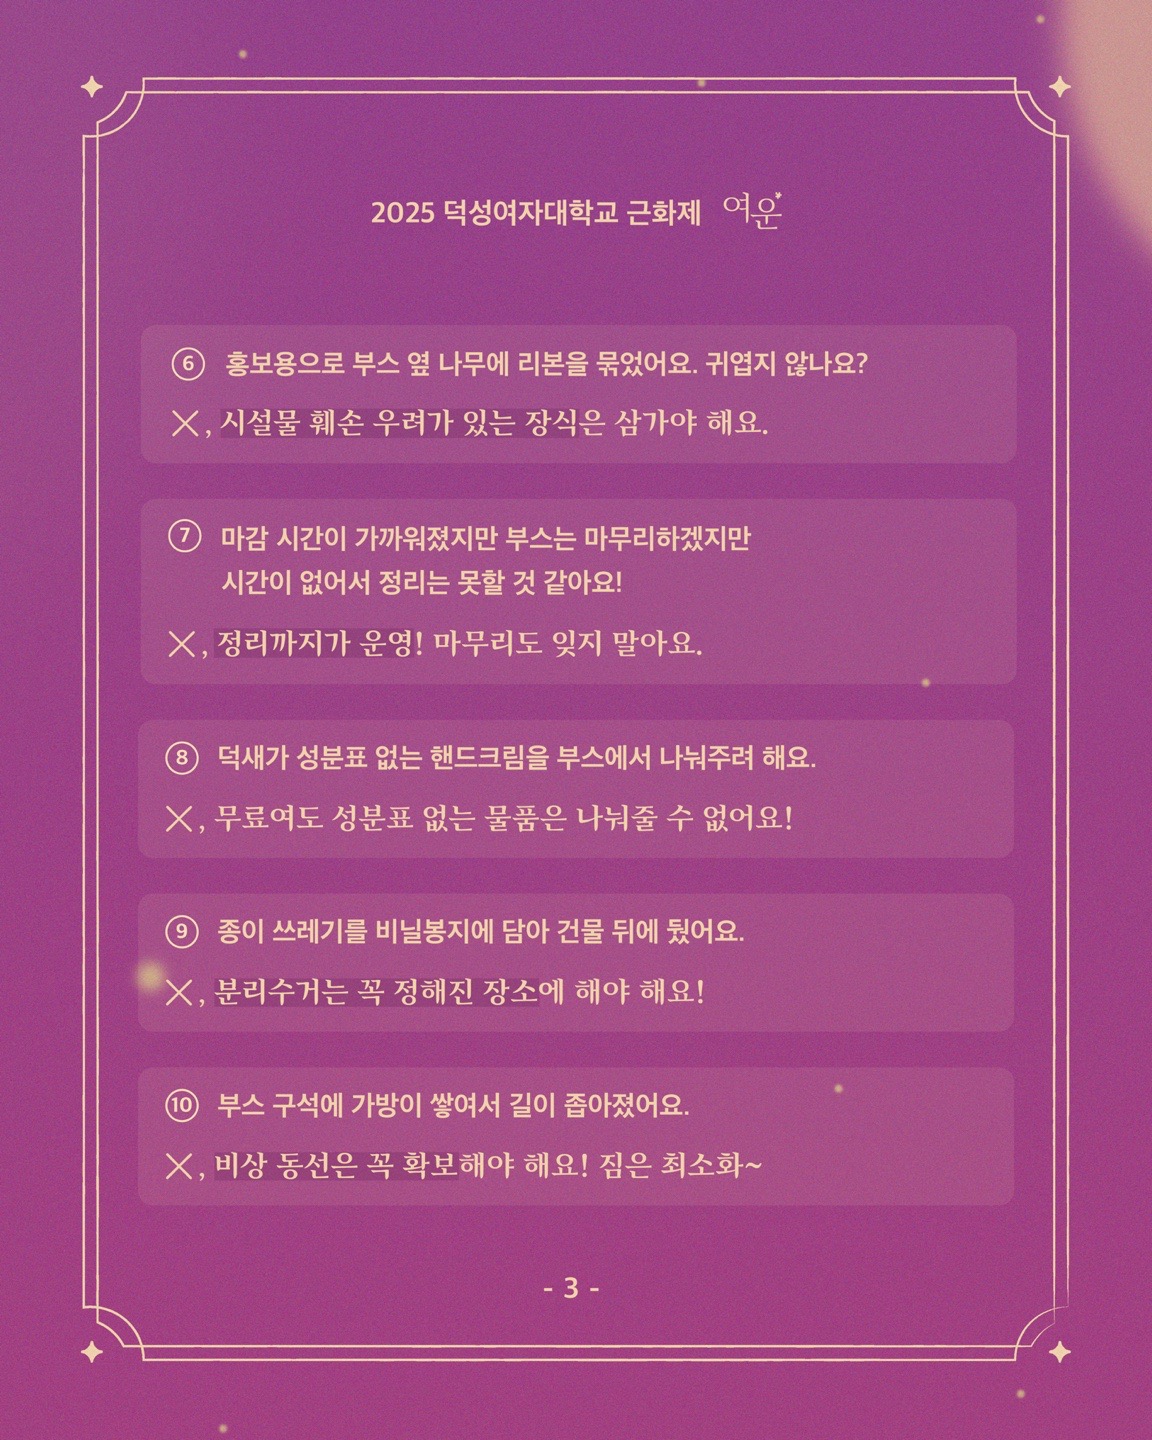 2025 덕성여자대학교 근화제 여운
⑥ 홍보용으로 부스 옆 나무에 리본을 묶었어요. 귀엽지 않나요?
X, 시설물 훼손 우려가 있는 장식은 삼가야 해요.
⑦ 마감 시간이 가까워졌지만 부스는 마무리하겠지만
시간이 없어서 정리는 못할 것 같아요!
X, 정리까지가 운영! 마무리도 잊지 말아요.
⑧ 덕새가 성분표 없는 핸드크림을 부스에서 나눠주려 해요.
X, 무료여도 성분표 없는 물품은 나눠줄 수 없어요!
⑨ 종이 쓰레기를 비닐봉지에 담아 건물 뒤에 뒀어요.
X, 분리수거는 꼭 정해진 장소에 해야 해요!
⑩ 부스 구석에 가방이 쌓여서 길이 좁아졌어요.
X, 비상 동선은 꼭 확보해야 해요! 짐은 최소화~
- 3 -